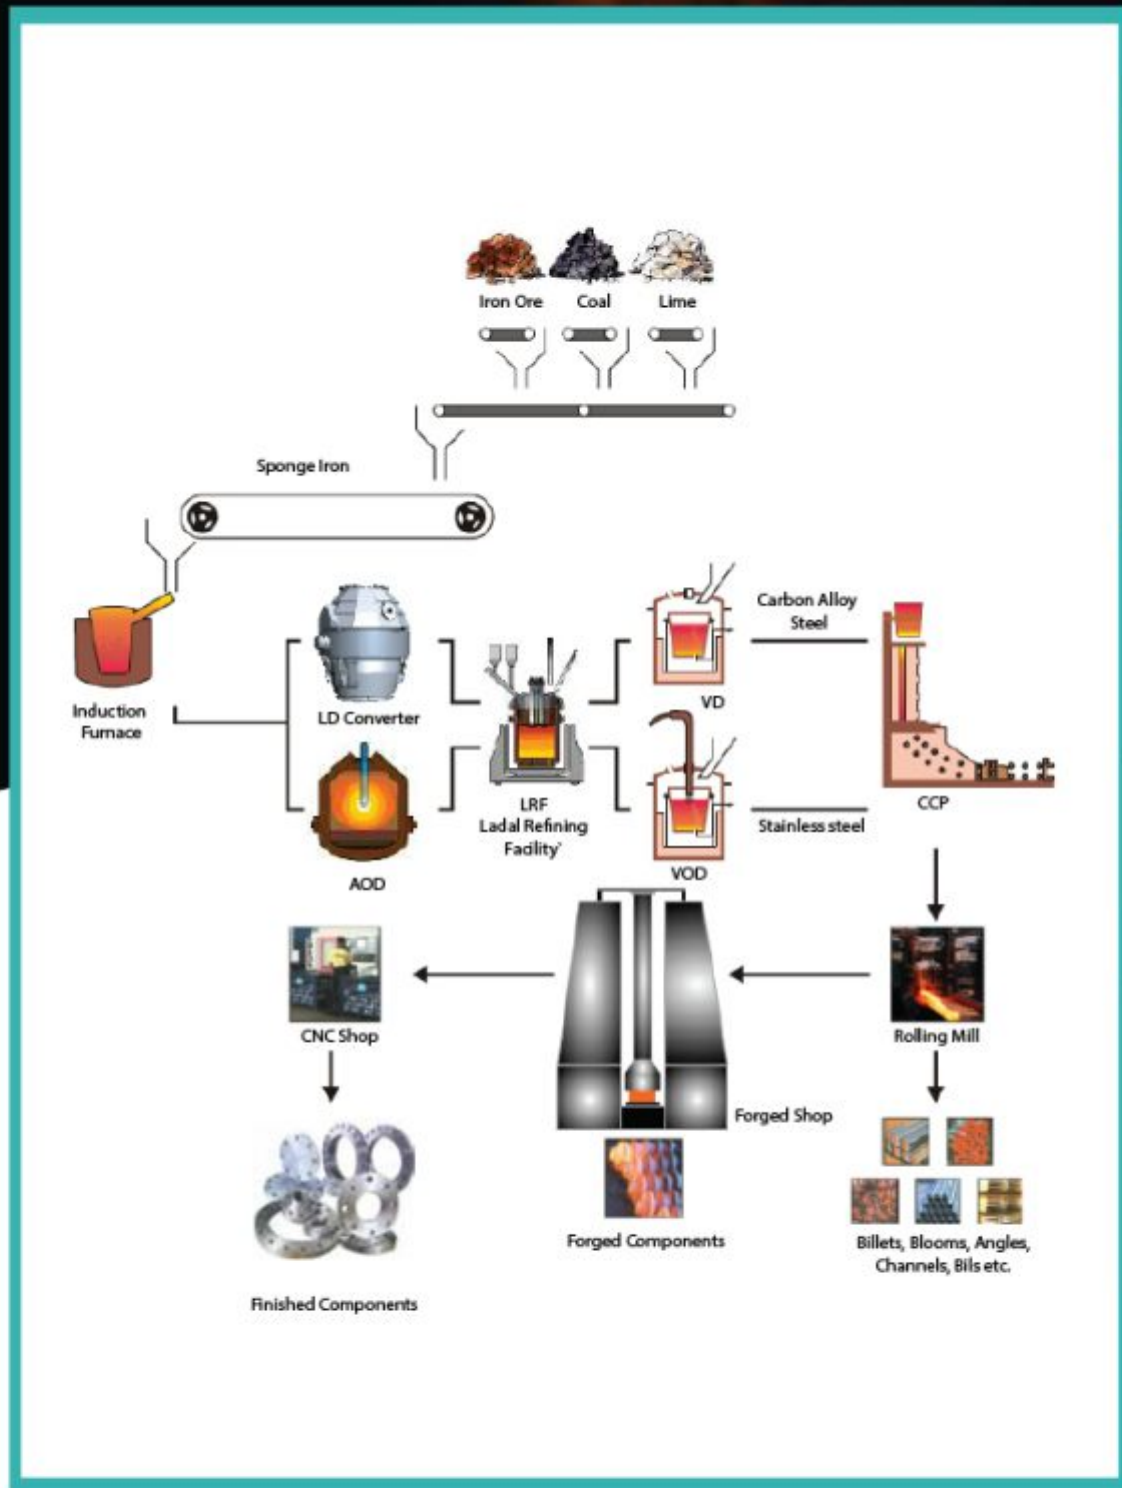 Iron Ore
Coal
Lime
Sponge Iron
Induction
Furnace
LD Converter
AOD
LRF
Ladal Refining
Facility'
VD
VOD
Carbon Alloy
Steel
Stainless steel
CCP
CNC Shop
Rolling Mill
Forged Shop
Forged Components
Billets, Blooms, Angles,
Channels, Bils etc.
Finished Components